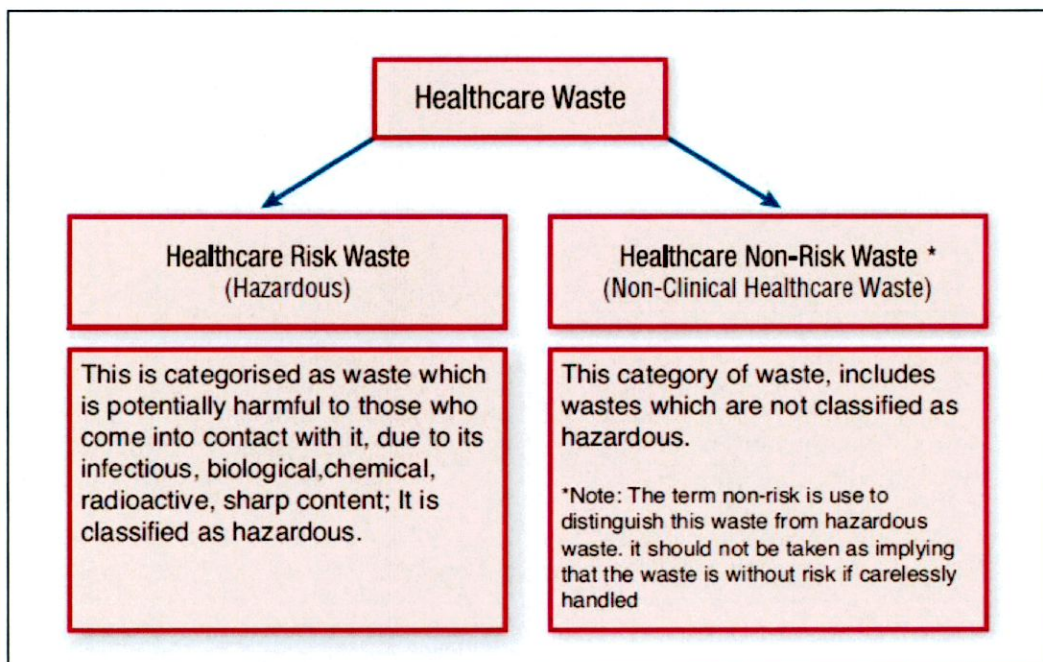 Healthcare Waste
Healthcare Risk Waste
(Hazardous)
Healthcare Non-Risk Waste *
(Non-Clinical Healthcare Waste)
This is categorised as waste which
is potentially harmful to those who
come into contact with it, due to its
infectious, biological,chemical,
radioactive, sharp content; It is
classified as hazardous.
This category of waste, includes
wastes which are not classified as
hazardous.
*Note: The term non-risk is use to
distinguish this waste from hazardous
waste. it should not be taken as implying
that the waste is without risk if carelessly
handled